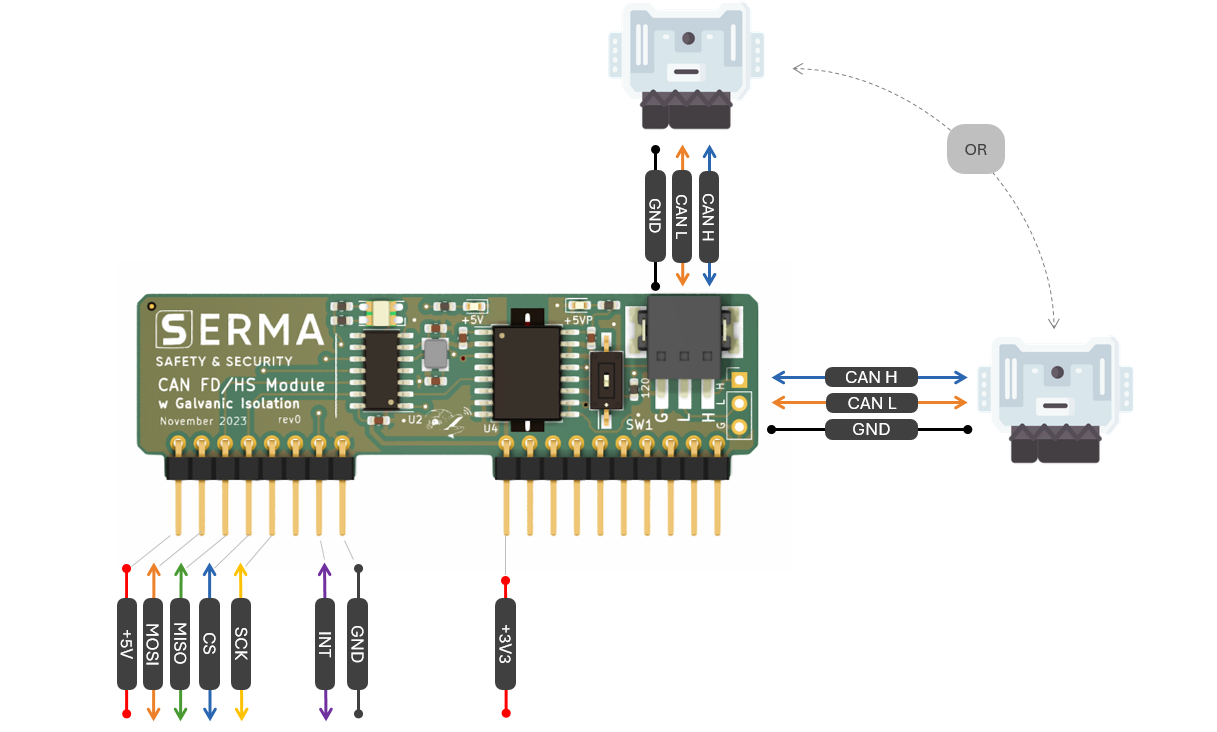 GND
CAN L
CAN H
OR
SERMA
SAFETY & SECURITY
CAN FD/HS Module
w Galvanic Isolation
November 2023 rev0
+5V
+5VP
U2
U4
SW1
120
G L H
H
L
G
CAN H
CAN L
GND
+5V
MOSI
MISO
CS
SCK
INT
GND
+3V3